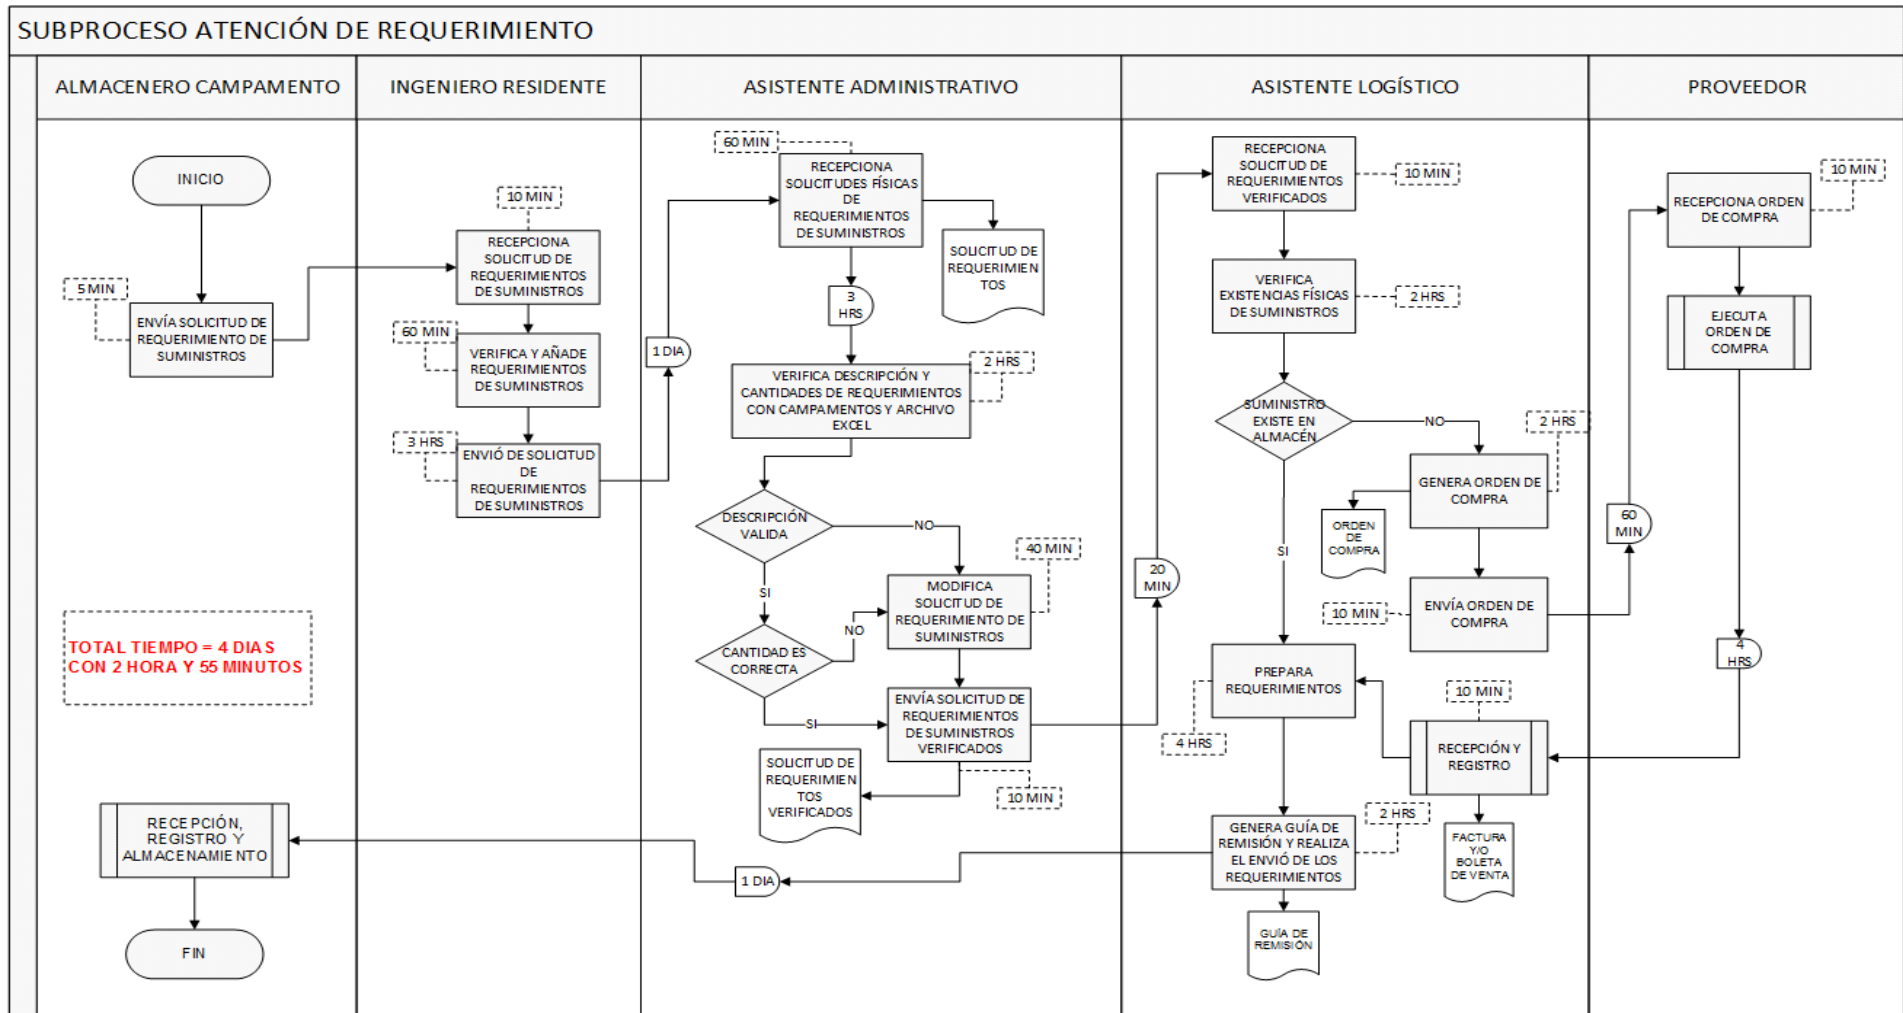 SUBPROCESO ATENCIÓN DE REQUERIMIENTO
ALMACENERO CAMPAMENTO
INGENIERO RESIDENTE
ASISTENTE ADMINISTRATIVO
ASISTENTE LOGÍSTICO
PROVEEDOR
INICIO
5 MIN
ENVÍA SOLICITUD DE
REQUERIMIENTO DE
SUMINISTROS
TOTAL TIEMPO = 4 DIAS
CON 2 HORA Y 55 MINUTOS
RECEPCIÓN,
REGISTRO Y
ALMACENAMIENTO
FIN
10 MIN
RECEPCIONA
SOLICITUD DE
REQUERIMIENTOS
DE SUMINISTROS
60 MIN
VERIFICA Y AÑADE
REQUERIMIENTOS
DE SUMINISTROS
3 HRS
ENVIÓ DE SOLICITUD
DE
REQUERIMIENTOS
DE SUMINISTROS
1 DIA
60 MIN
RECEPCIONA
SOLICITUDES FÍSICAS
DE
REQUERIMIENTOS
DE SUMINISTROS
SOLICITUD DE
REQUERIMIEN
TOS
3
HRS
2 HRS
VERIFICA DESCRIPCIÓN Y
CANTIDADES DE REQUERIMIENTOS
CON CAMPAMENTOS Y ARCHIVO
EXCEL
DESCRIPCIÓN
VALIDA
NO
SI
40 MIN
MODIFICA
SOLICITUD DE
REQUERIMIENTO DE
SUMINISTROS
CANTIDAD ES
CORRECTA
NO
SI
ENVÍA SOLICITUD DE
REQUERIMIENTOS
DE SUMINISTROS
VERIFICADOS
10 MIN
SOLICITUD DE
REQUERIMIEN
TOS
VERIFICADOS
1 DIA
20
MIN
RECEPCIONA
SOLICITUD DE
REQUERIMIENTOS
VERIFICADOS
10 MIN
VERIFICA
EXISTENCIAS FÍSICAS
DE SUMINISTROS
2 HRS
SUMINISTRO
EXISTE EN
ALMACÉN
NO
SI
2 HRS
GENERA ORDEN DE
COMPRA
ORDEN
DE
COMPRA
10 MIN
ENVÍA ORDEN DE
COMPRA
PREPARA
REQUERIMIENTOS
4 HRS
10 MIN
RECEPCIÓN Y
REGISTRO
FACTURA
Y/O
BOLETA
DE VENTA
2 HRS
GENERA GUÍA DE
REMISIÓN Y REALIZA
EL ENVIÓ DE LOS
REQUERIMIENTOS
GUÍA DE
REMISIÓN
60
MIN
10 MIN
RECEPCIONA ORDEN
DE COMPRA
EJECUTA
ORDEN DE
COMPRA
4
HRS